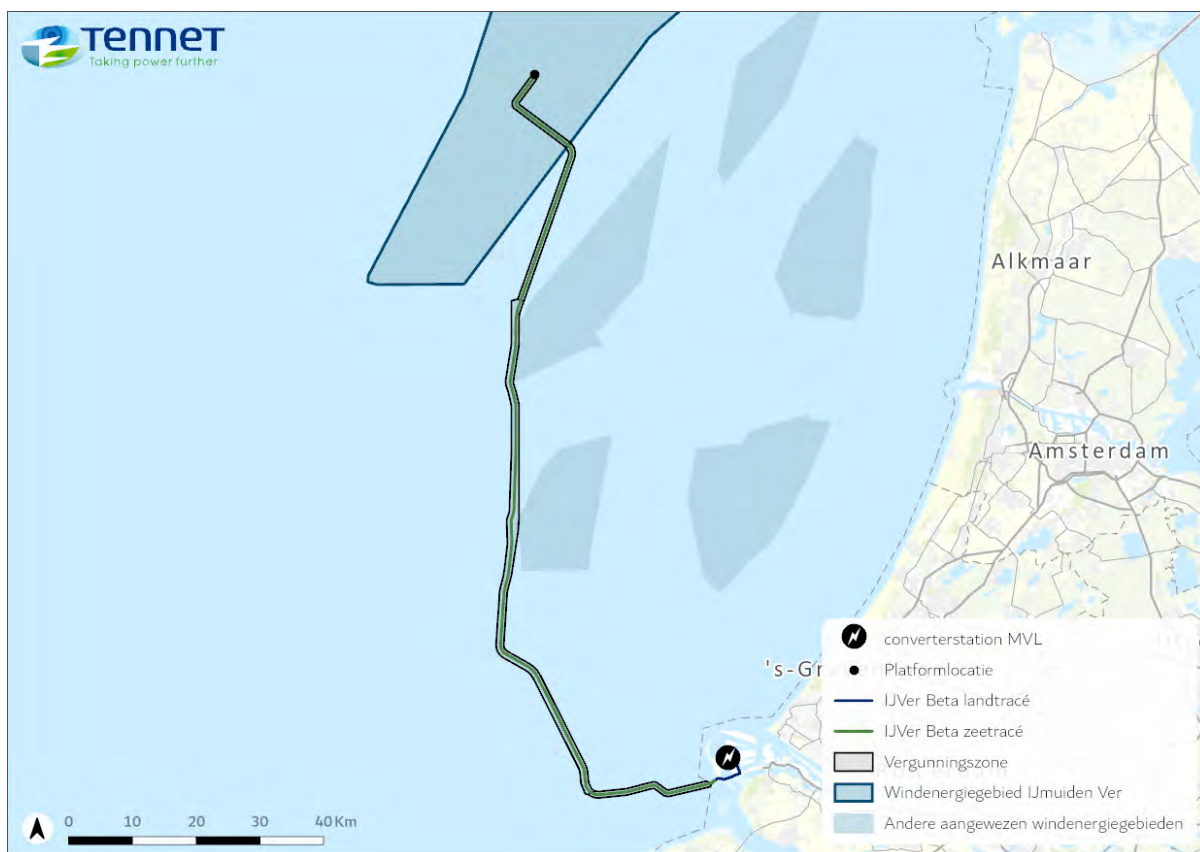 TENNET
Taking power further
Alkmaar
Amsterdam
's-Gr
converterstation MVL
Platformlocatie
IJVer Beta landtracé
IJVer Beta zeetracé
Vergunningszone
Windenergiegebied IJmuiden Ver
Andere aangewezen windenergiegebieden
0 10 20 30 40 Km